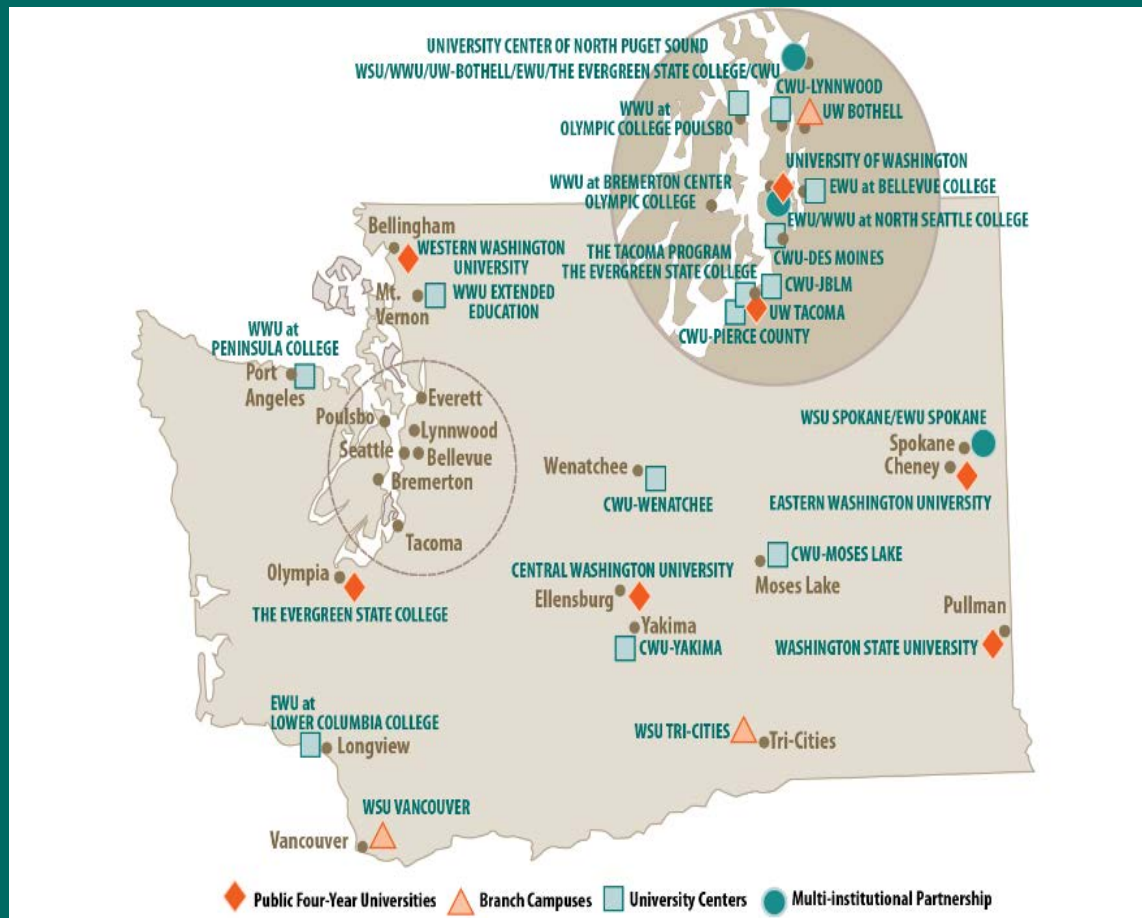 UNIVERSITY CENTER OF NORTH PUGET SOUND
WSU/WWU/UW-BOTHELL/EWU/THE EVERGREEN STATE COLLEGE/CWU
CWU-LYNNWOOD
WWU at
OLYMPIC COLLEGE POULSBO
UW BOTHELL
UNIVERSITY OF WASHINGTON
WWU at BREMERTON CENTER
OLYMPIC COLLEGE
EWU at BELLEVUE COLLEGE
EWU/WWU at NORTH SEATTLE COLLEGE
CWU-DES MOINES
THE TACOMA PROGRAM
THE EVERGREEN STATE COLLEGE
CWU-JBLM
UW TACOMA
CWU-PIERCE COUNTY
Bellingham
WESTERN WASHINGTON
UNIVERSITY
Mt.
Vernon
WWU EXTENDED
EDUCATION
WWU at
PENINSULA COLLEGE
Port
Angeles
Everett
Poulsbo
Lynnwood
Seattle
Bellevue
Bremerton
Tacoma
WSU SPOKANE/EWU SPOKANE
Spokane
Cheney
EASTERN WASHINGTON UNIVERSITY
Wenatchee
CWU-WENATCHEE
CWU-MOSES LAKE
Moses Lake
Olympia
THE EVERGREEN STATE COLLEGE
CENTRAL WASHINGTON UNIVERSITY
Ellensburg
Yakima
CWU-YAKIMA
Pullman
WASHINGTON STATE UNIVERSITY
EWU at
LOWER COLUMBIA COLLEGE
Longview
WSU TRI-CITIES
Tri-Cities
WSU VANCOUVER
Vancouver
Public Four-Year Universities
Branch Campuses
University Centers
Multi-institutional Partnership